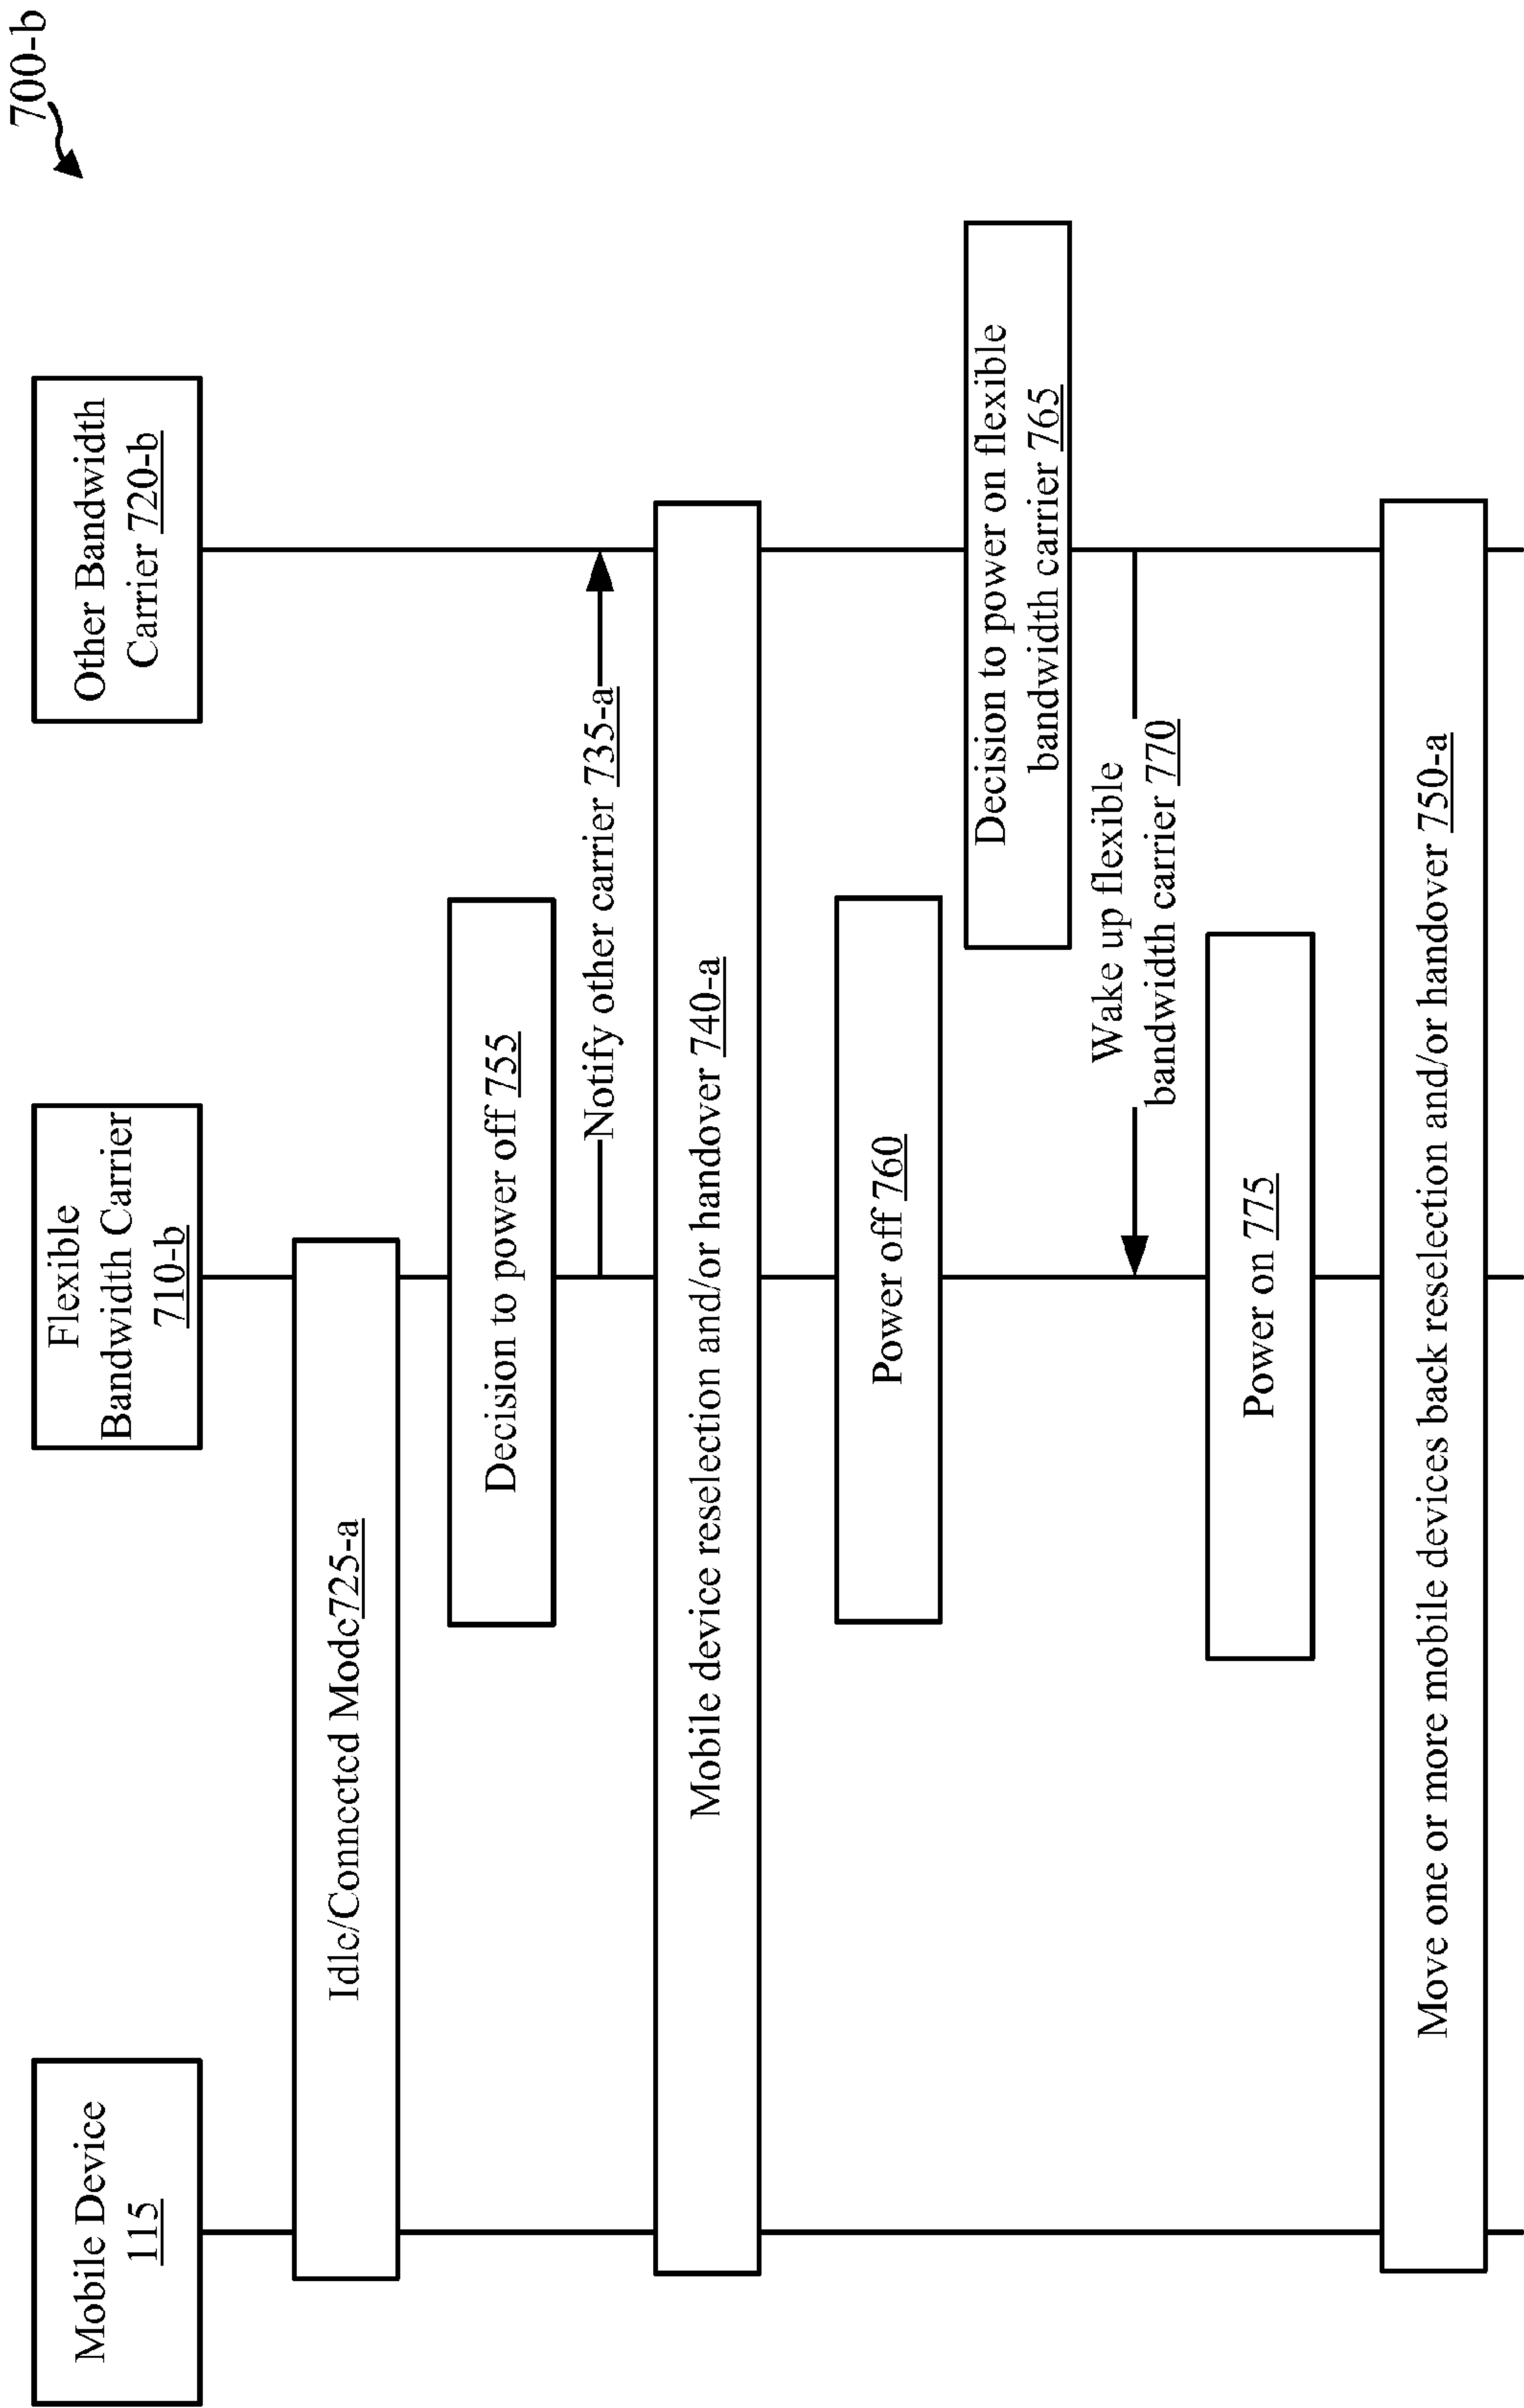 700-b
Mobile Device
115
Flexible
Bandwidth Carrier
710-b
Other Bandwidth
Carrier 720-b
Idle/Connected Mode725-a
Decision to power off 755
Notify other carrier 735-a
Mobile device reselection and/or handover 740-a
Power off 760
Decision to power on flexible
bandwidth carrier 765
Wake up flexible
bandwidth carrier 770
Power on 775
Move one or more mobile devices back reselection and/or handover 750-a